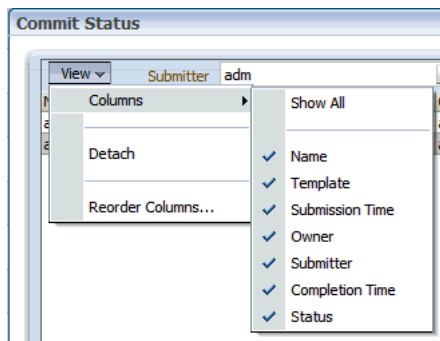 Commit Status
View
Submitter adm
Columns
Detach
Reorder Columns...
Show All
Name
Template
Submission Time
Owner
Submitter
Completion Time
Status